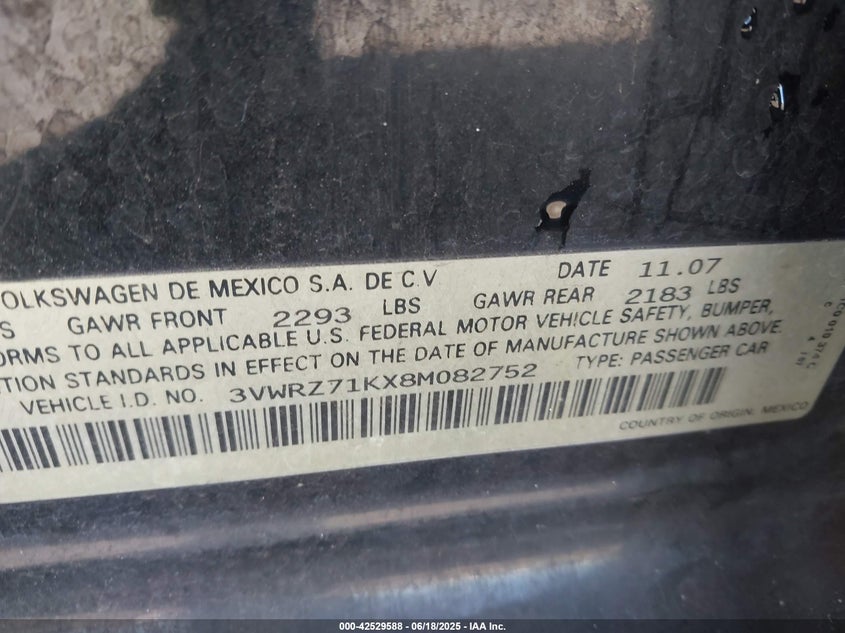 OLKSWAGEN DE MEXICO S.A. DE C.V DATE 11.07
S GAWR FRONT 2293 LBS GAWR REAR 2183 LBS
ORMS TO ALL APPLICABLE U.S. FEDERAL MOTOR VEHICLE SAFETY, BUMPER,
TION STANDARDS IN EFFECT ON THE DATE OF MANUFACTURE SHOWN ABOVE.
VEHICLE I.D. NO. 3VWRZ71KX8M082752 TYPE: PASSENGER CAR
COUNTRY OF ORIGIN, MEXICO
000-42529588 - 06/18/2025 - IAA Inc.